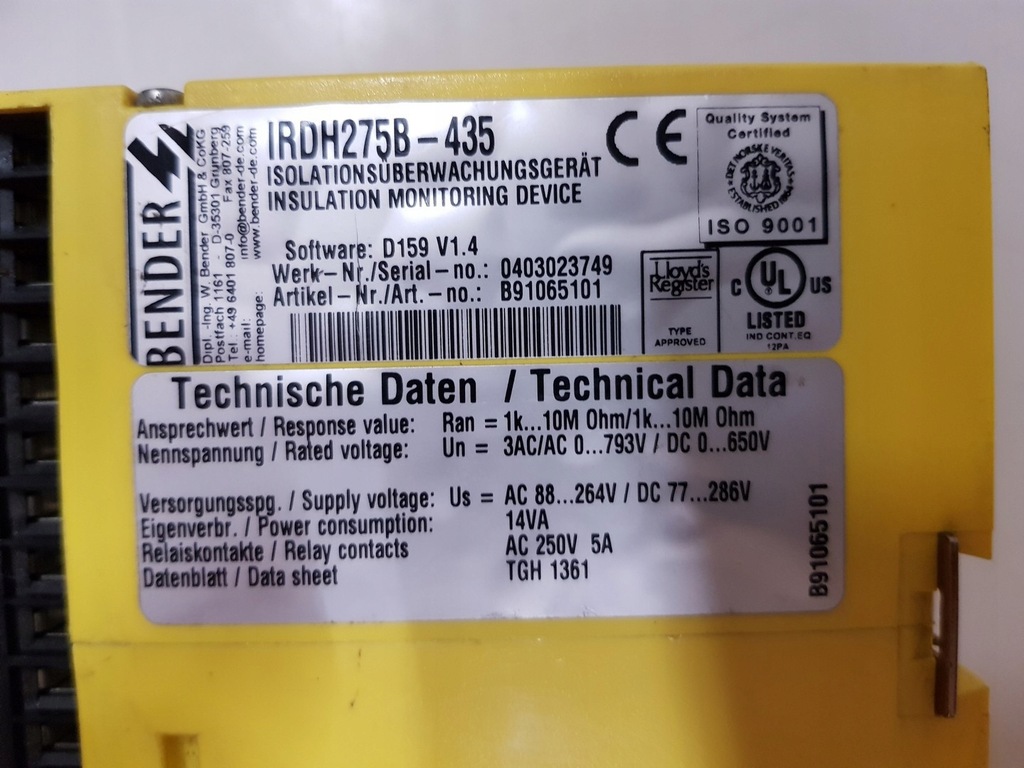 BENDER
Dipl.-Ing. W. Bender GmbH & CoKG
Postfach 1161 - D-35301 Grünberg
Tel.: +49 6401 807-0 Fax 807-259
e-mail: info@bender-de.com
homepage: www.bender-de.com
IRDH275B-435
ISOLATIONSÜBERWACHUNGSGERÄT
INSULATION MONITORING DEVICE
CE
Quality System
Certified
DET NORSKE VERITAS
ESTABLISHED 1864
ISO 9001
Software: D159 V1.4
Werk-Nr./Serial-no.: 0403023749
Artikel-Nr./Art.-no.: B91065101
Lloyd's
Register
TYPE
APPROVED
C UL US
LISTED
IND CONT.EQ
12PA
Technische Daten / Technical Data
Ansprechwert / Response value: Ran = 1k...10M Ohm/1k...10M Ohm
Nennspannung / Rated voltage: Un = 3AC/AC 0...793V / DC 0...650V
Versorgungsspg. / Supply voltage: Us = AC 88...264V / DC 77...286V
Eigenverbr. / Power consumption: 14VA
Relaiskontakte / Relay contacts AC 250V 5A
Datenblatt / Data sheet TGH 1361
B91065101